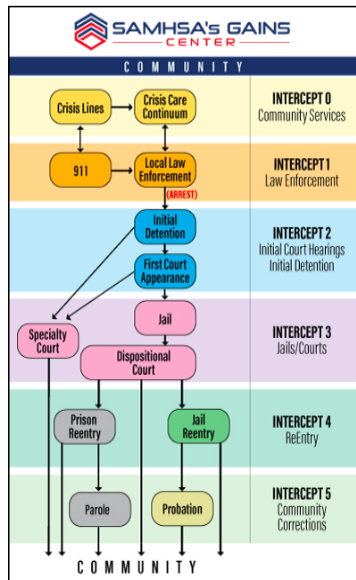 SAMHSA's GAINS
CENTER
COMMUNITY
Crisis Lines
Crisis Care
Continuum
INTERCEPT 0
Community Services
911
Local Law
Enforcement
(ARREST)
INTERCEPT 1
Law Enforcement
Initial
Detention
First Court
Appearance
INTERCEPT 2
Initial Court Hearings
Initial Detention
Jail
Specialty
Court
Dispositional
Court
INTERCEPT 3
Jails/Courts
Prison
Reentry
Jail
Reentry
INTERCEPT 4
ReEntry
Parole
Probation
INTERCEPT 5
Community
Corrections
COMMUNITY